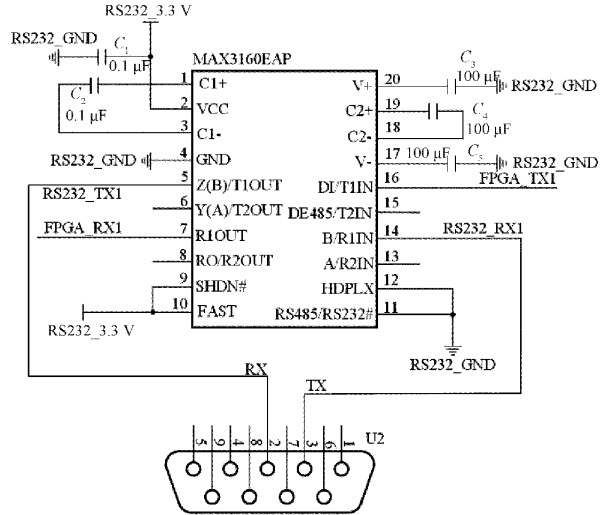 RS232_3.3 V
RS232_GND
C1
0.1 μF
MAX3160EAP
C2
0.1 μF
1 C1+
2 VCC
3 C1-
RS232_GND
4 GND
5 Z(B)/T1OUT
RS232_TX1
6 Y(A)/T2OUT
FPGA_RX1
7 R1OUT
8 RO/R2OUT
9 SHDN#
10 FAST
RS232_3.3 V
V+ 20
C3
100 μF
RS232_GND
C2+ 19
C4
100 μF
C2- 18
V- 17
100 μF
C5
RS232_GND
DI/T1IN 16
FPGA_TX1
DE485/T2IN 15
B/R1IN 14
RS232_RX1
A/R2IN 13
HDPLX 12
RS485/RS232# 11
RS232_GND
RX
TX
5 9 4 8 2 7 3 6 1
U2